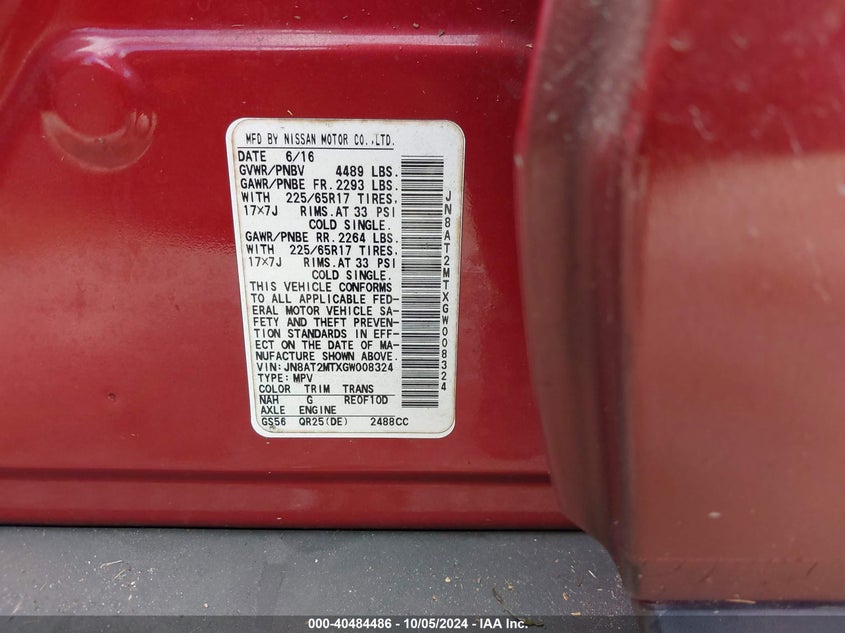 MFD BY NISSAN MOTOR CO.,LTD.
DATE 6/16
GVWR/PNBV 4489 LBS.
GAWR/PNBE FR. 2293 LBS.
WITH 225/65R17 TIRES,
17×7J RIMS.AT 33 PSI
COLD SINGLE.
GAWR/PNBE RR. 2264 LBS.
WITH 225/65R17 TIRES.
17×7J RIMS.AT 33 PSI
COLD SINGLE.
THIS VEHICLE CONFORMS
TO ALL APPLICABLE FED-
ERAL MOTOR VEHICLE SA-
FETY AND THEFT PREVEN-
TION STANDARDS IN EFF-
ECT ON THE DATE OF MA-
NUFACTURE SHOWN ABOVE.
VIN:JN8AT2MTXGW008324
TYPE:MPV
COLOR TRIM TRANS
NAH G RE0F10D
AXLE ENGINE
GS56 QR25(DE) 2488CC
JN8AT2MTXGW008324
000-40484486 - 10/05/2024 - IAA Inc.